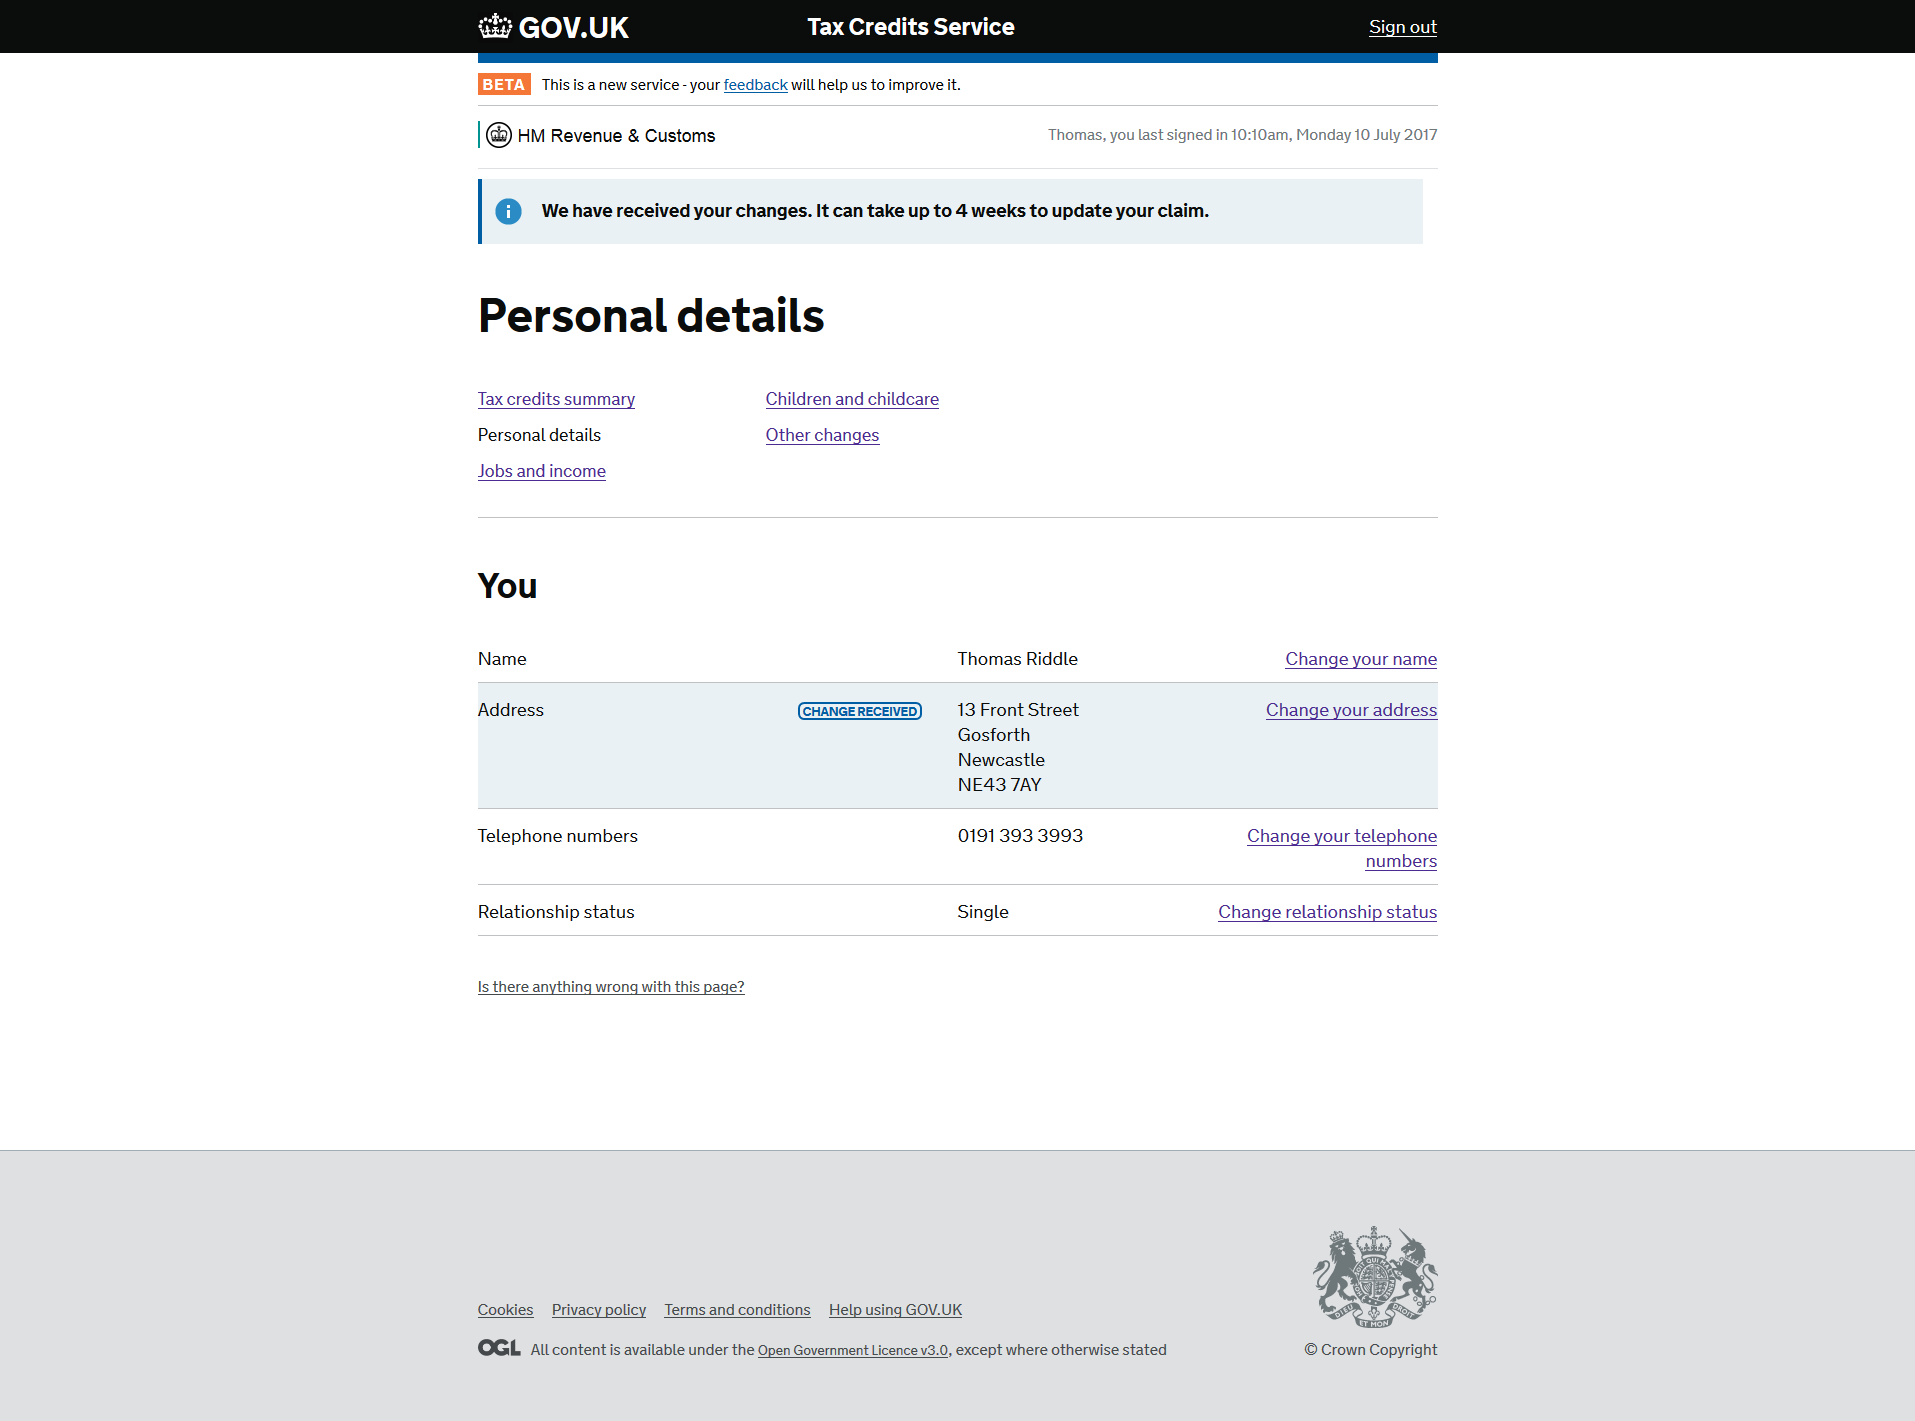 GOV.UK
Tax Credits Service
Sign out
BETA This is a new service - your feedback will help us to improve it.
HM Revenue & Customs
Thomas, you last signed in 10:10am, Monday 10 July 2017
We have received your changes. It can take up to 4 weeks to update your claim.
Personal details
Tax credits summary
Children and childcare
Personal details
Other changes
Jobs and income
You
Name Thomas Riddle Change your name
Address CHANGE RECEIVED 13 Front Street Change your address
Gosforth
Newcastle
NE43 7AY
Telephone numbers 0191 393 3993 Change your telephone
numbers
Relationship status Single Change relationship status
Is there anything wrong with this page?
Cookies Privacy policy Terms and conditions Help using GOV.UK
OGL All content is available under the Open Government Licence v3.0, except where otherwise stated
DIEU ET MON DROIT
© Crown Copyright